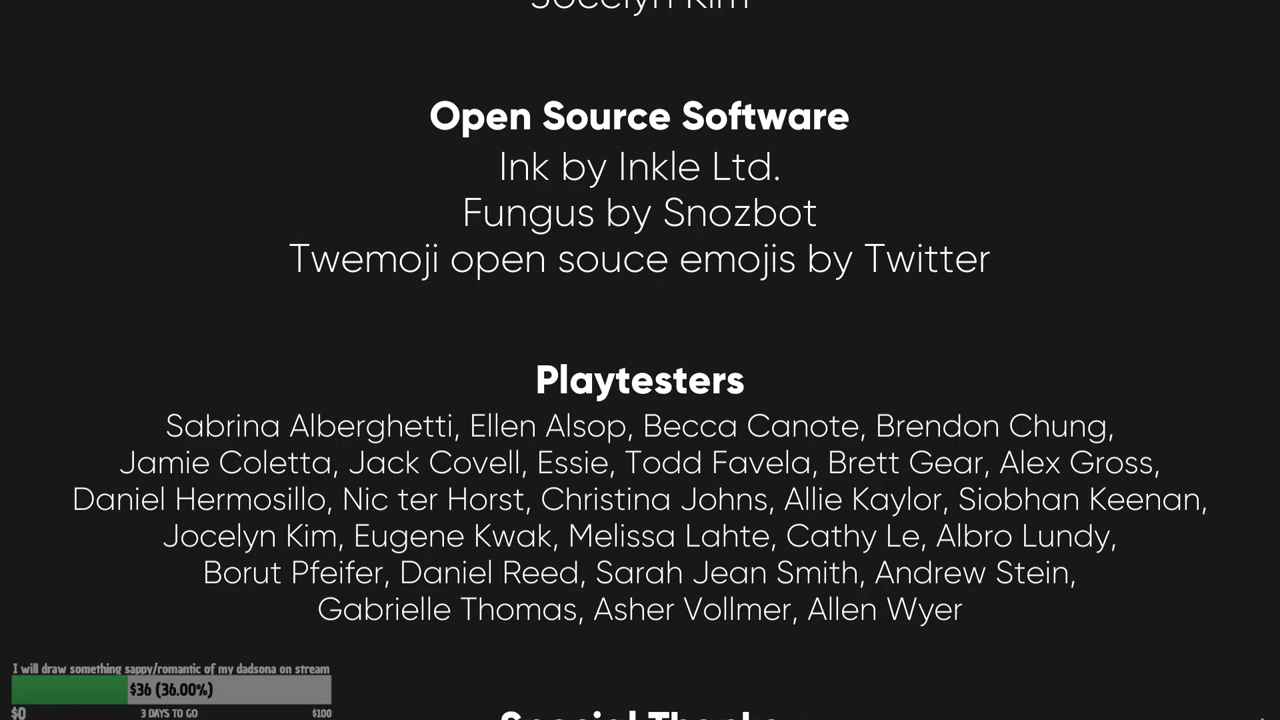 Jocelyn Kim
Open Source Software
Ink by Inkle Ltd.
Fungus by Snozbot
Twemoji open souce emojis by Twitter
Playtesters
Sabrina Alberghetti, Ellen Alsop, Becca Canote, Brendon Chung,
Jamie Coletta, Jack Covell, Essie, Todd Favela, Brett Gear, Alex Gross,
Daniel Hermosillo, Nic ter Horst, Christina Johns, Allie Kaylor, Siobhan Keenan,
Jocelyn Kim, Eugene Kwak, Melissa Lahte, Cathy Le, Albro Lundy,
Borut Pfeifer, Daniel Reed, Sarah Jean Smith, Andrew Stein,
Gabrielle Thomas, Asher Vollmer, Allen Wyer
I will draw something sappy/romantic of my dadsona on stream
$36 (36.00%)
$0 3 DAYS TO GO $100
Special Thanks